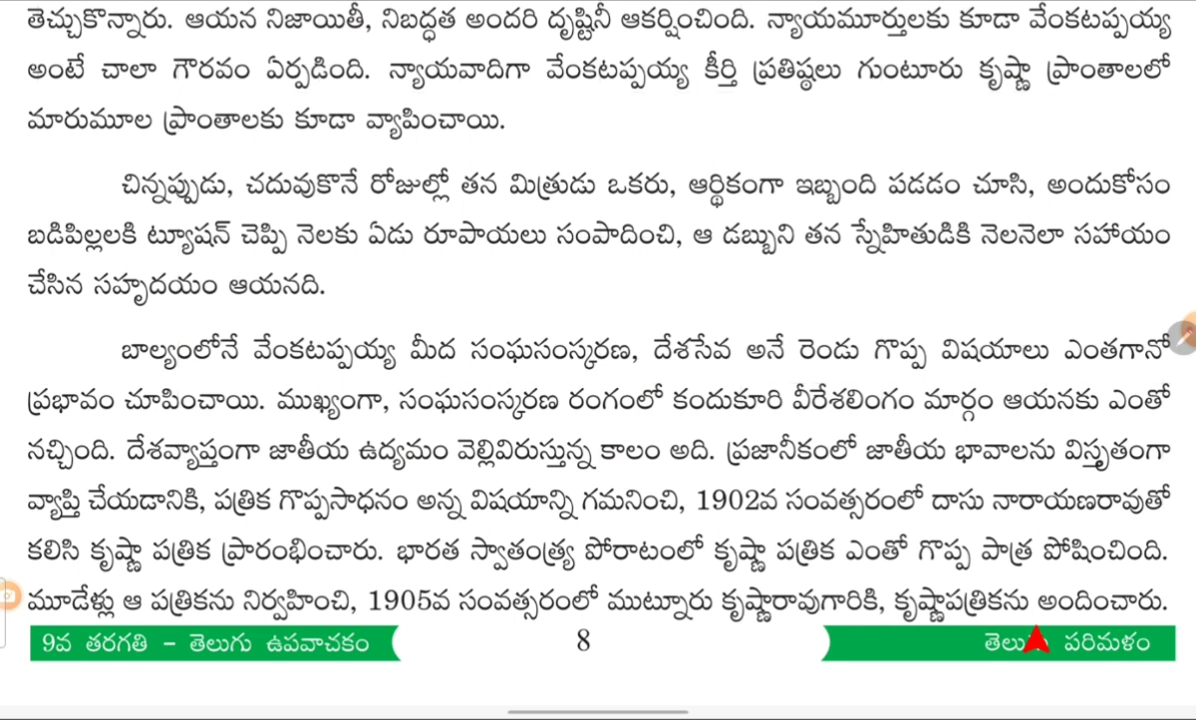 తెచ్చుకొన్నారు. ఆయన నిజాయితీ, నిబద్ధత అందరి దృష్టినీ ఆకర్షించింది. న్యాయమూర్తులకు కూడా వేంకటప్పయ్య
అంటే చాలా గౌరవం ఏర్పడింది. న్యాయవాదిగా వేంకటప్పయ్య కీర్తి ప్రతిష్ఠలు గుంటూరు కృష్ణా ప్రాంతాలలో
మారుమూల ప్రాంతాలకు కూడా వ్యాపించాయి.
చిన్నప్పుడు, చదువుకొనే రోజుల్లో తన మిత్రుడు ఒకరు, ఆర్థికంగా ఇబ్బంది పడడం చూసి, అందుకోసం
బడిపిల్లలకి ట్యూషన్ చెప్పి నెలకు ఏడు రూపాయలు సంపాదించి, ఆ డబ్బుని తన స్నేహితుడికి నెలనెలా సహాయం
చేసిన సహృదయం ఆయనది.
బాల్యంలోనే వేంకటప్పయ్య మీద సంఘసంస్కరణ, దేశసేవ అనే రెండు గొప్ప విషయాలు ఎంతగానో
ప్రభావం చూపించాయి. ముఖ్యంగా, సంఘసంస్కరణ రంగంలో కందుకూరి వీరేశలింగం మార్గం ఆయనకు ఎంతో
నచ్చింది. దేశవ్యాప్తంగా జాతీయ ఉద్యమం వెల్లివిరుస్తున్న కాలం అది. ప్రజానీకంలో జాతీయ భావాలను విస్తృతంగా
వ్యాప్తి చేయడానికి, పత్రిక గొప్పసాధనం అన్న విషయాన్ని గమనించి, 1902వ సంవత్సరంలో దాసు నారాయణరావుతో
కలిసి కృష్ణా పత్రిక ప్రారంభించారు. భారత స్వాతంత్ర్య పోరాటంలో కృష్ణా పత్రిక ఎంతో గొప్ప పాత్ర పోషించింది.
మూడేళ్లు ఆ పత్రికను నిర్వహించి, 1905వ సంవత్సరంలో ముట్నూరు కృష్ణారావుగారికి, కృష్ణాపత్రికను అందించారు.
9వ తరగతి – తెలుగు ఉపవాచకం 8 పరిమళం